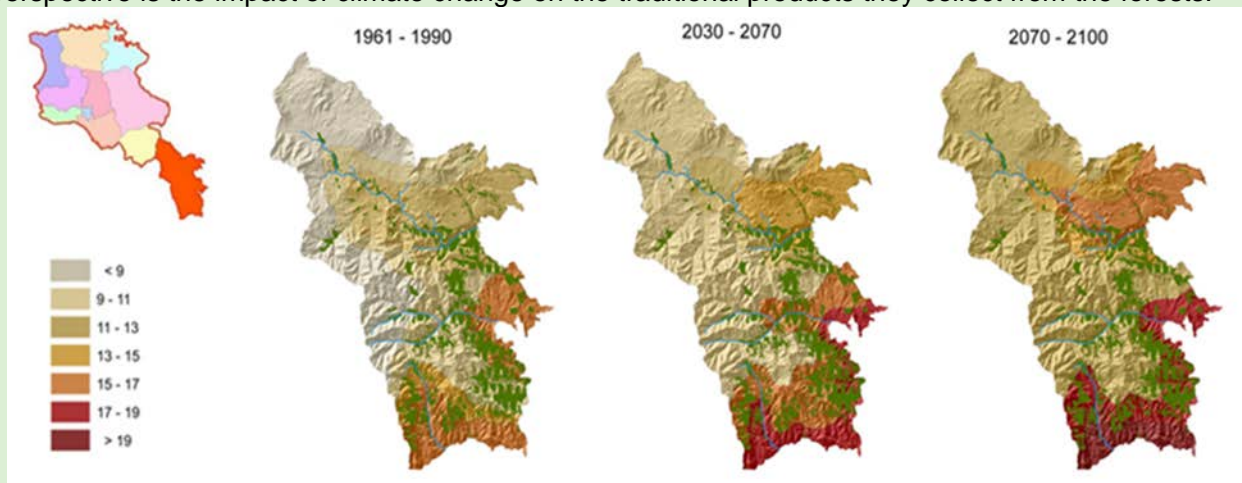 erspective is the impact of climate change on the traditional products they collect from the forests.
1961 - 1990
2030 - 2070
2070 - 2100
< 9
9 - 11
11 - 13
13 - 15
15 - 17
17 - 19
> 19